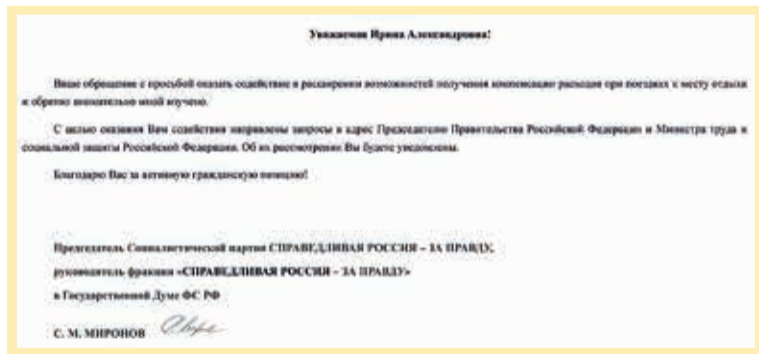 Уважаемая Ирина Александровна!
Ваше обращение с просьбой оказать содействие в расширении возможностей получения компенсации расходов при поездках к месту отдыха
и обратно внимательно мной изучено.
С целью оказания Вам содействия направлены запросы в адрес Председателю Правительства Российской Федерации и Министра труда и
социальной защиты Российской Федерации. Об их рассмотрении Вы будете уведомлены.
Благодарю Вас за активную гражданскую позицию!
Председатель Социалистической партии СПРАВЕДЛИВАЯ РОССИЯ – ЗА ПРАВДУ,
руководитель фракции «СПРАВЕДЛИВАЯ РОССИЯ – ЗА ПРАВДУ»
в Государственной Думе ФС РФ
С. М. МИРОНОВ